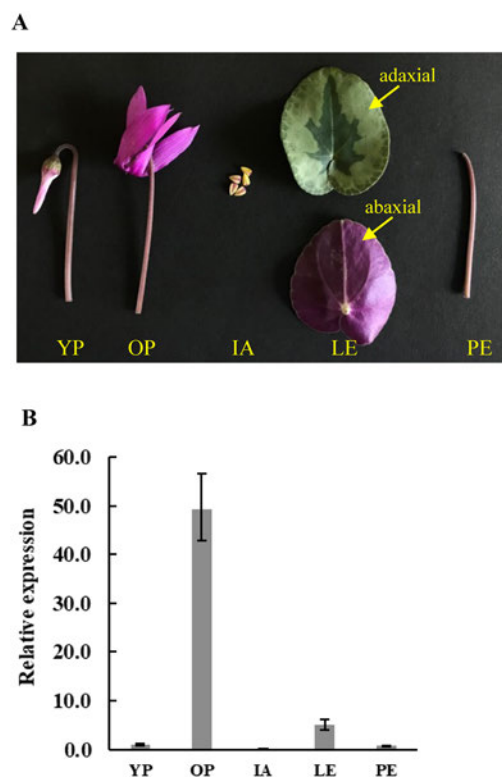 A
adaxial
abaxial
YP OP IA LE PE
B
60.0
50.0
40.0
30.0
20.0
10.0
0.0
Relative expression
YP OP IA LE PE